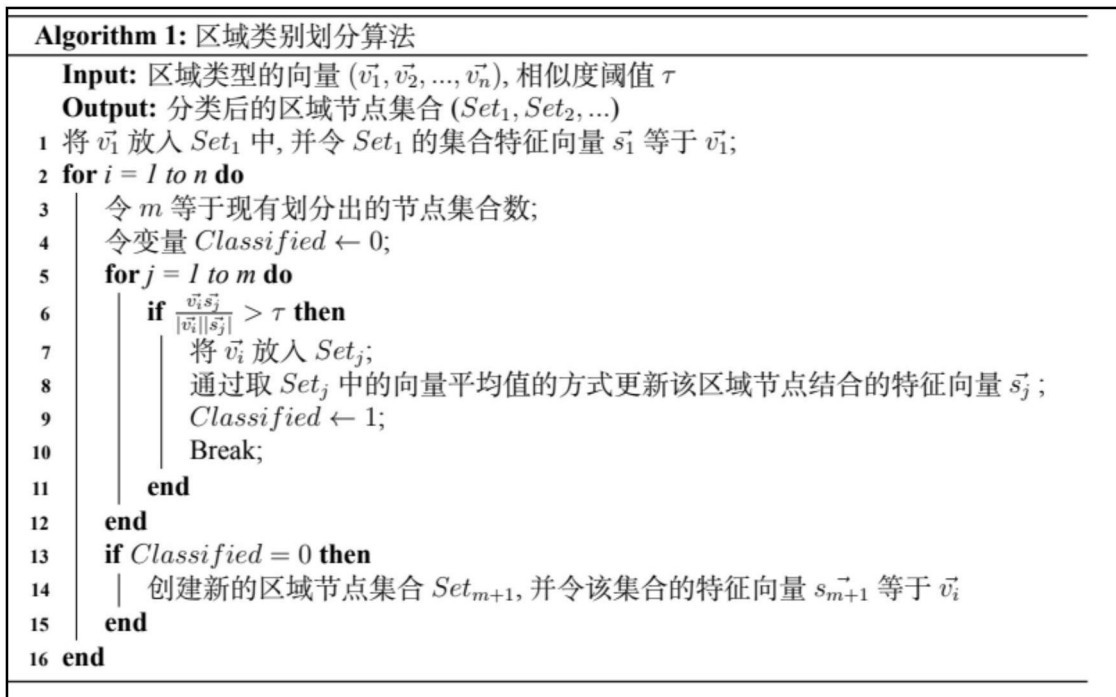 Algorithm 1: 区域类别划分算法
Input: 区域类型的向量 (v⃗₁, v⃗₂, ..., v⃗ₙ), 相似度阈值 τ
Output: 分类后的区域节点集合 (Set₁, Set₂, ...)
1 将 v⃗₁ 放入 Set₁ 中, 并令 Set₁ 的集合特征向量 s⃗₁ 等于 v⃗₁;
2 for i = 1 to n do
3 令 m 等于现有划分出的节点集合数;
4 令变量 Classified ← 0;
5 for j = 1 to m do
6 if v⃗ᵢs⃗ⱼ / |v⃗ᵢ||s⃗ⱼ| > τ then
7 将 v⃗ᵢ 放入 Setⱼ;
8 通过取 Setⱼ 中的向量平均值的方式更新该区域节点结合的特征向量 s⃗ⱼ ;
9 Classified ← 1;
10 Break;
11 end
12 end
13 if Classified = 0 then
14 创建新的区域节点集合 Setₘ₊₁, 并令该集合的特征向量 s⃗ₘ₊₁ 等于 v⃗ᵢ
15 end
16 end